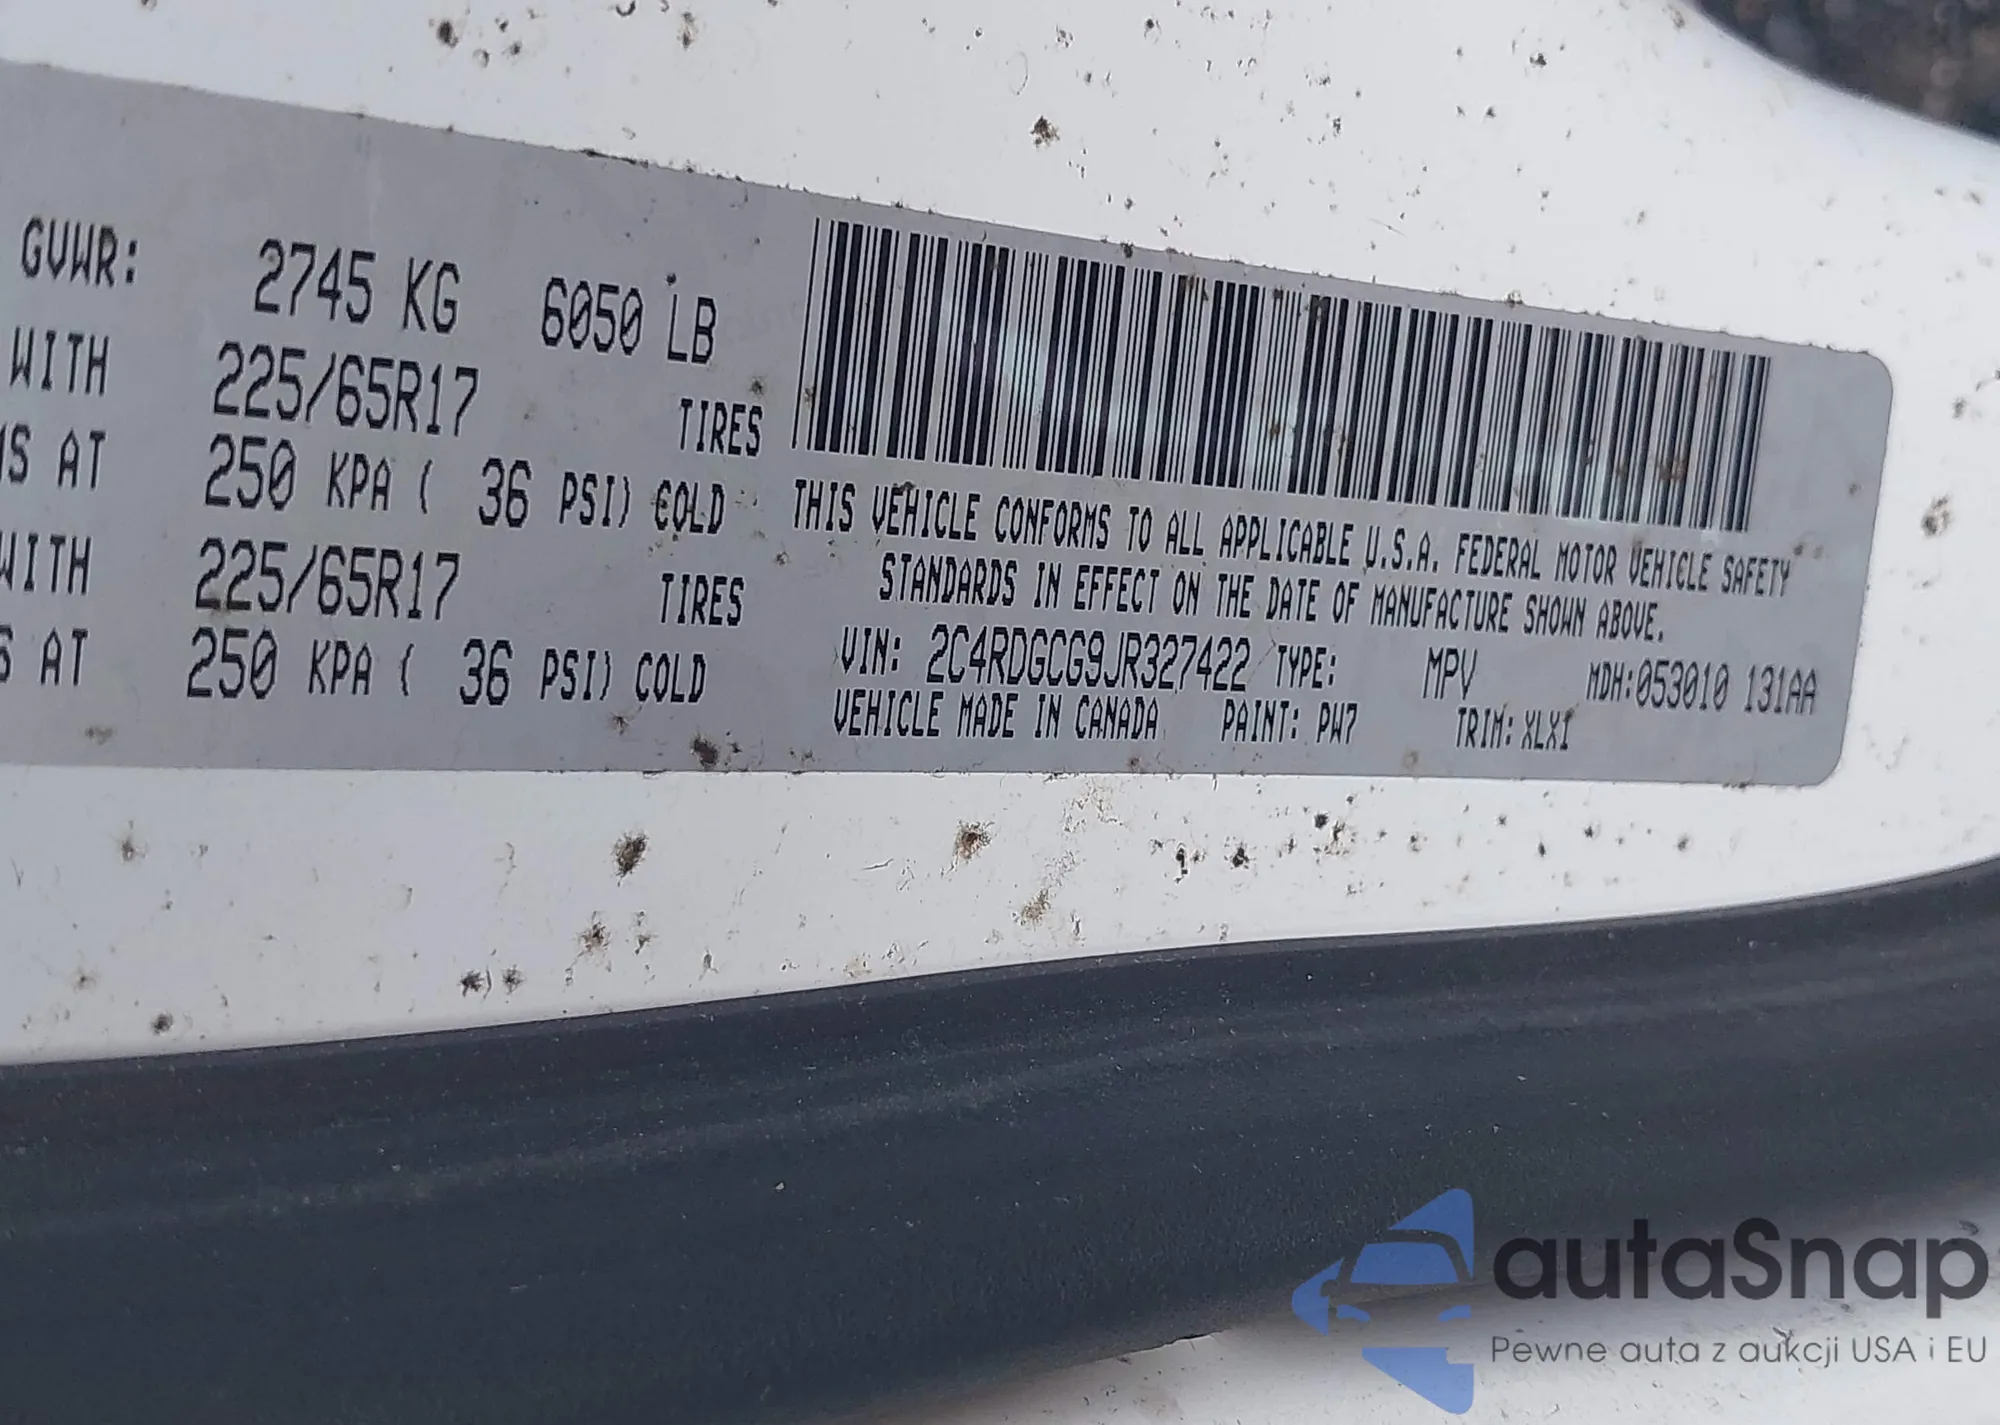 GVWR: 2745 KG 6050 LB
WITH 225/65R17 TIRES
AT 250 KPA ( 36 PSI) COLD
WITH 225/65R17 TIRES
AT 250 KPA ( 36 PSI) COLD
THIS VEHICLE CONFORMS TO ALL APPLICABLE U.S.A. FEDERAL MOTOR VEHICLE SAFETY
STANDARDS IN EFFECT ON THE DATE OF MANUFACTURE SHOWN ABOVE.
VIN: 2C4RDGCG9JR327422 TYPE: MPV MDH:053010 131AA
VEHICLE MADE IN CANADA PAINT: PW7 TRIM: XLX1
autaSnap
Pewne auta z aukcji USA i EU